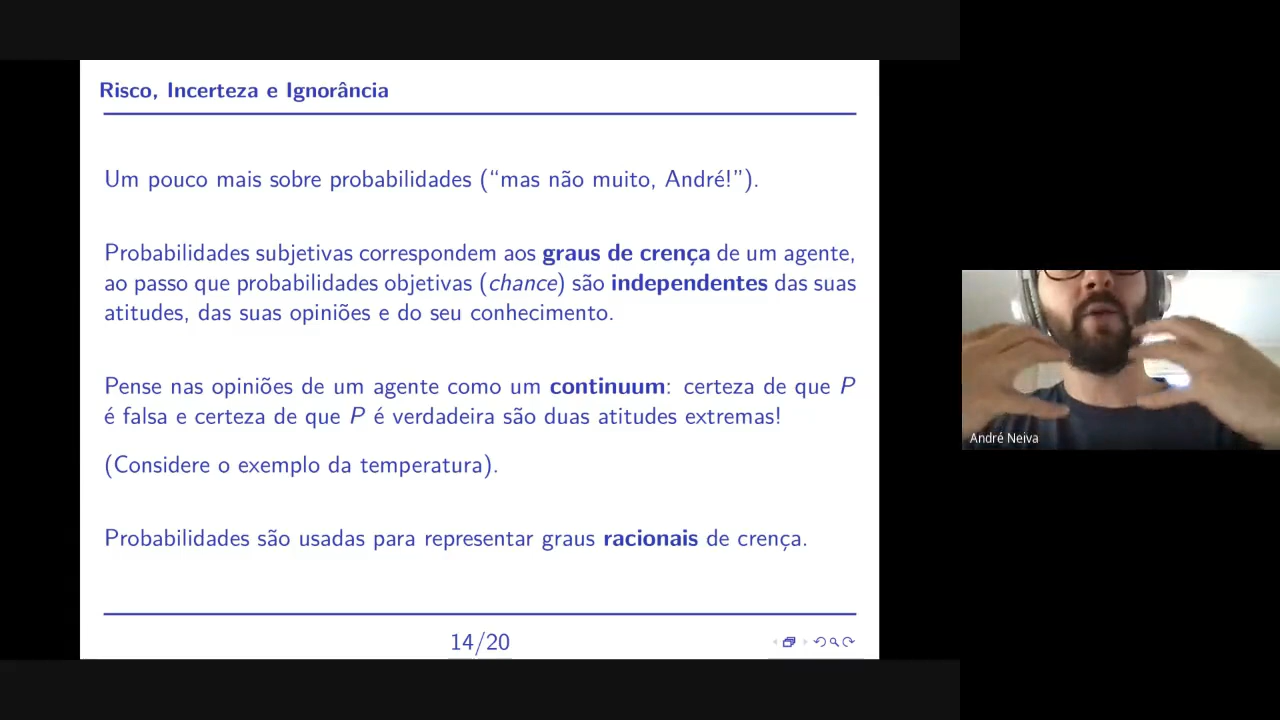 Risco, Incerteza e Ignorância
Um pouco mais sobre probabilidades (“mas não muito, André!”).
Probabilidades subjetivas correspondem aos graus de crença de um agente,
ao passo que probabilidades objetivas (chance) são independentes das suas
atitudes, das suas opiniões e do seu conhecimento.
Pense nas opiniões de um agente como um continuum: certeza de que P
é falsa e certeza de que P é verdadeira são duas atitudes extremas!
(Considere o exemplo da temperatura).
Probabilidades são usadas para representar graus racionais de crença.
14/20
André Neiva